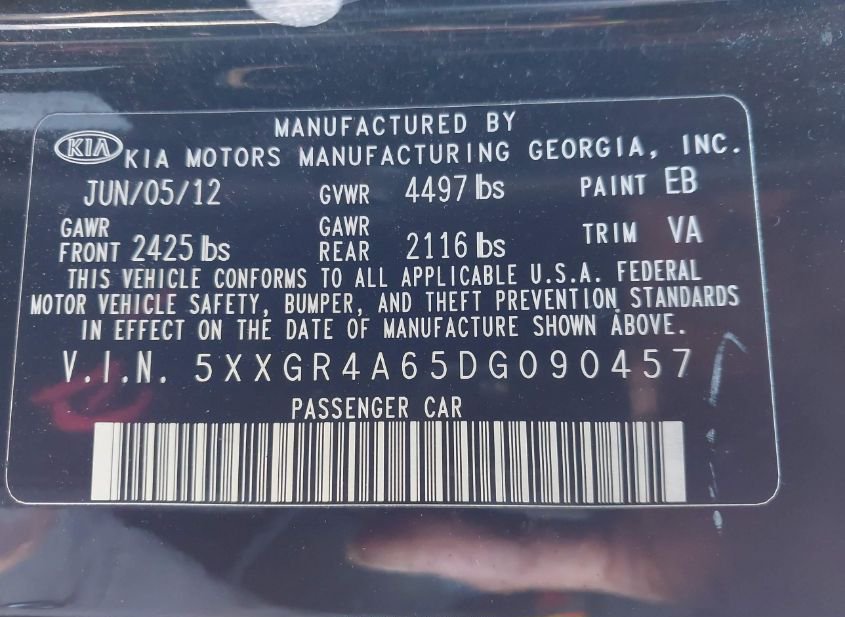 MANUFACTURED BY
KIA KIA MOTORS MANUFACTURING GEORGIA, INC.
JUN/05/12 GVWR 4497 lbs PAINT EB
GAWR FRONT 2425 lbs GAWR REAR 2116 lbs TRIM VA
THIS VEHICLE CONFORMS TO ALL APPLICABLE U.S.A. FEDERAL
MOTOR VEHICLE SAFETY, BUMPER, AND THEFT PREVENTION STANDARDS
IN EFFECT ON THE DATE OF MANUFACTURE SHOWN ABOVE.
V.I.N. 5XXGR4A65DG090457
PASSENGER CAR